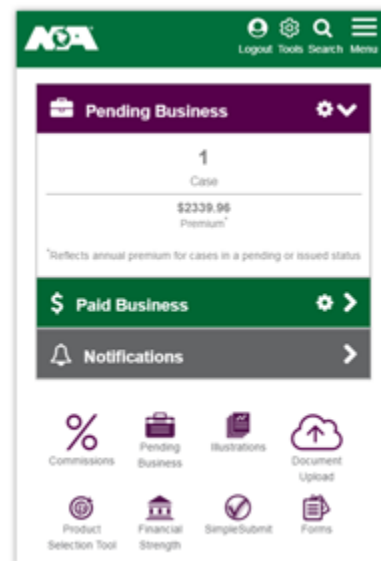 NOA
Logout Tools Search Menu
Pending Business
1
Case
$2339.96
Premium*
*Reflects annual premium for cases in a pending or issued status
$ Paid Business
Notifications
%
Commissions
Pending Business
Illustrations
Document Upload
Product Selection Tool
Financial Strength
SimpleSubmit
Forms